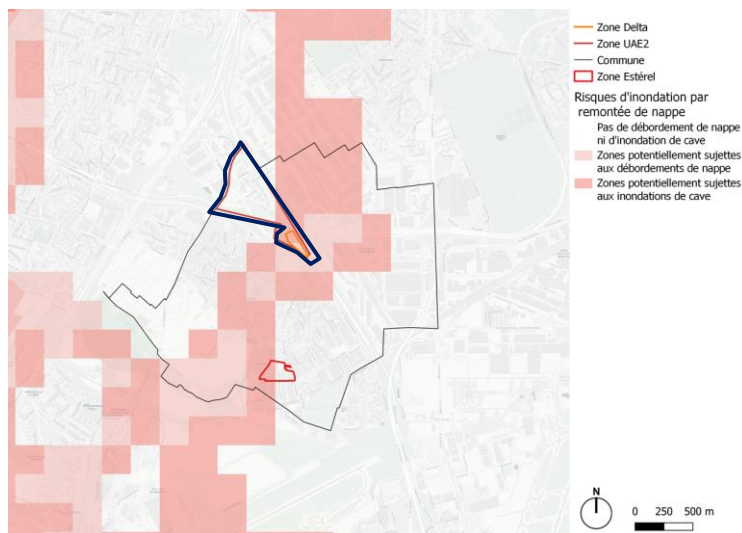 Zone Delta
Zone UAE2
Commune
Zone Estérel
Risques d'inondation par
remontée de nappe
Pas de débordement de nappe
ni d'inondation de cave
Zones potentiellement sujettes
aux débordements de nappe
Zones potentiellement sujettes
aux inondations de cave
N
0 250 500 m